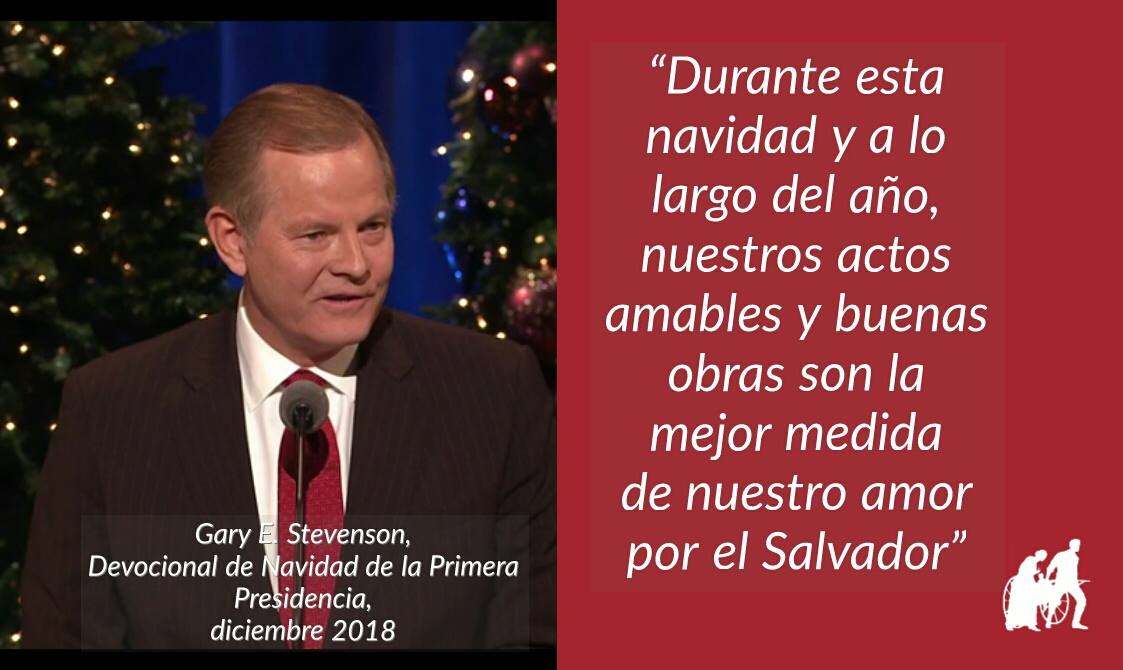 Gary E. Stevenson,
Devocional de Navidad de la Primera
Presidencia,
diciembre 2018
“Durante esta
navidad y a lo
largo del año,
nuestros actos
amables y buenas
obras son la
mejor medida
de nuestro amor
por el Salvador”